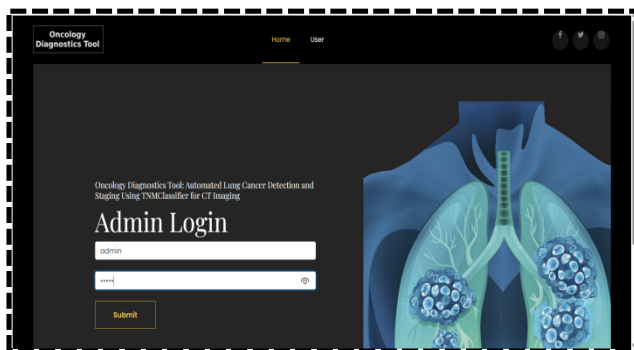 Oncology
Diagnostics Tool
Home User
Oncology Diagnostics Tool: Automated Lung Cancer Detection and
Staging Using TNMClassifier for CT Imaging
Admin Login
admin
•••••
Submit